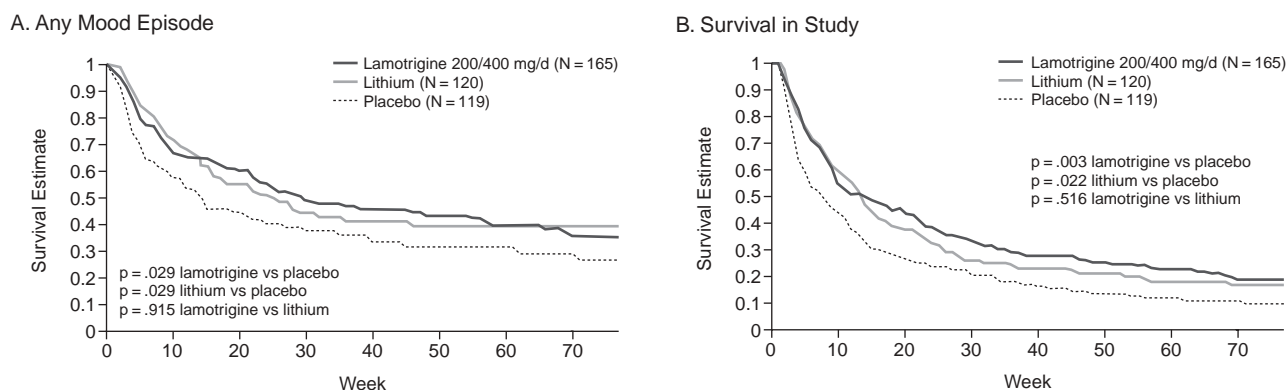 A. Any Mood Episode
Lamotrigine 200/400 mg/d (N = 165)
Lithium (N = 120)
Placebo (N = 119)
1
0.9
0.8
0.7
0.6
0.5
0.4
0.3
0.2
0.1
0
Survival Estimate
p = .029 lamotrigine vs placebo
p = .029 lithium vs placebo
p = .915 lamotrigine vs lithium
0 10 20 30 40 50 60 70
Week
B. Survival in Study
Lamotrigine 200/400 mg/d (N = 165)
Lithium (N = 120)
Placebo (N = 119)
1
0.9
0.8
0.7
0.6
0.5
0.4
0.3
0.2
0.1
0
Survival Estimate
p = .003 lamotrigine vs placebo
p = .022 lithium vs placebo
p = .516 lamotrigine vs lithium
0 10 20 30 40 50 60 70
Week